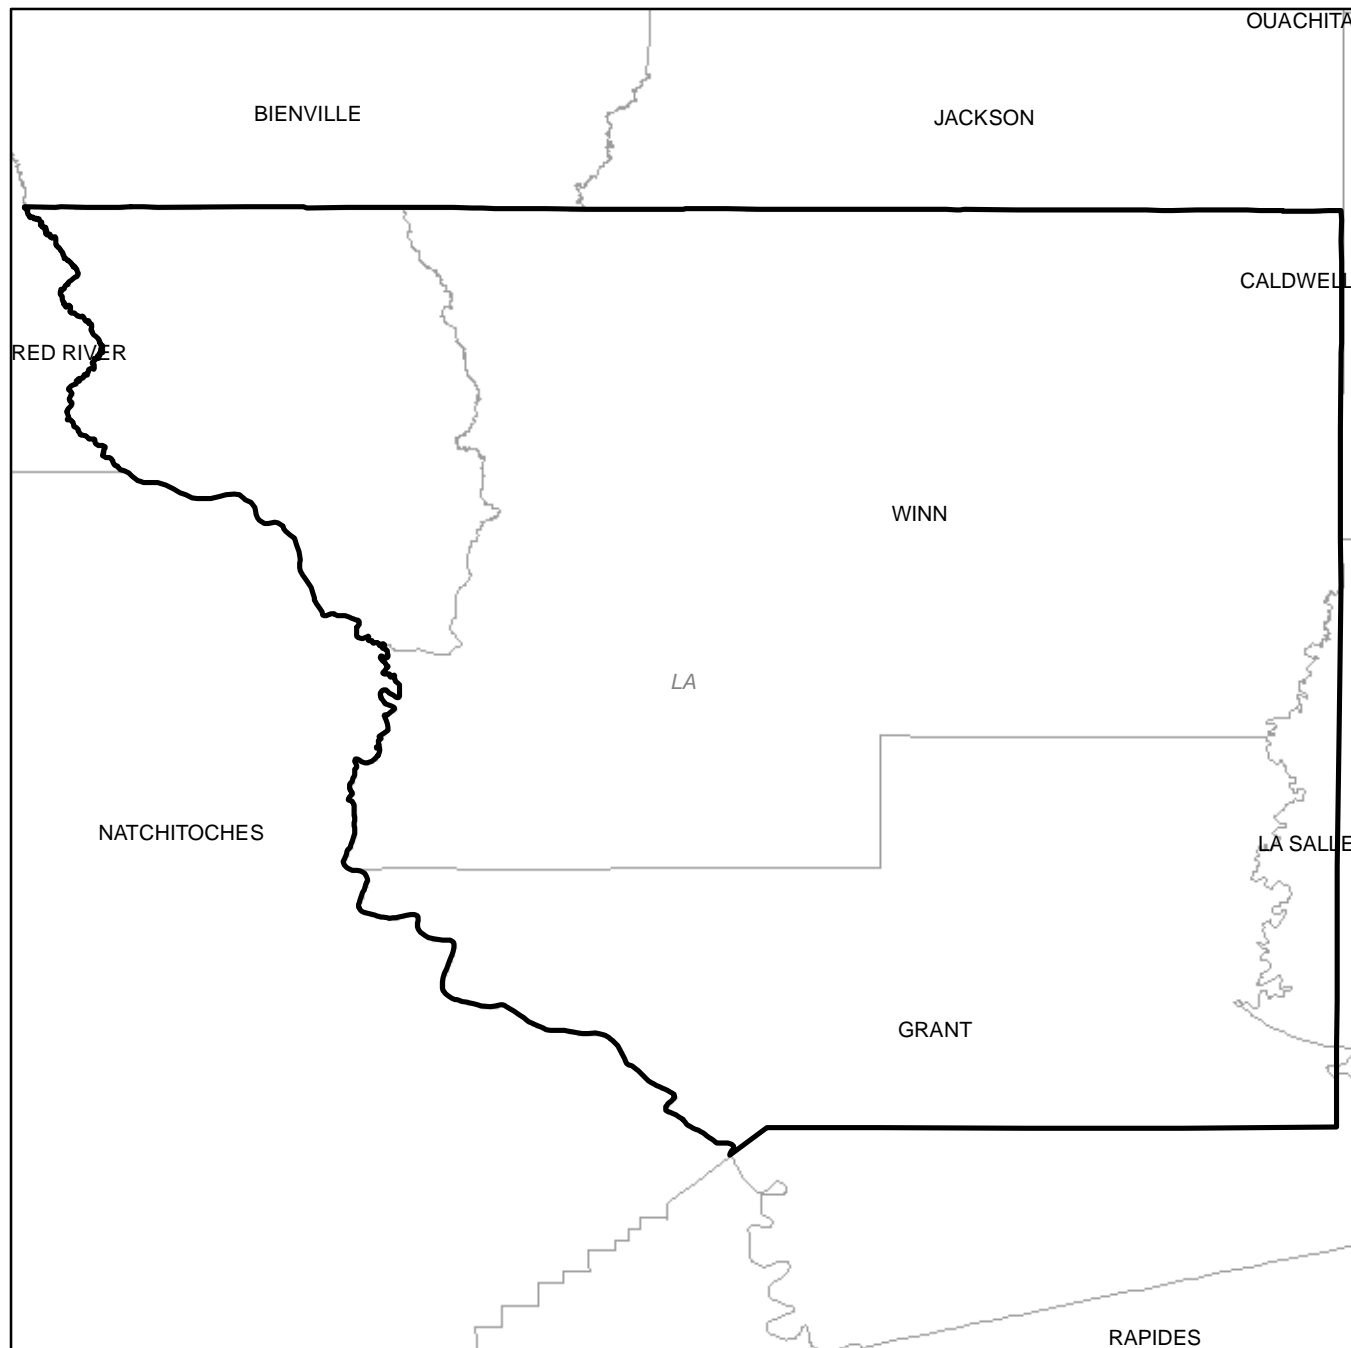 OUACHITA
BIENVILLE
JACKSON
CALDWELL
RED RIVER
WINN
LA
NATCHITOCHES
LA SALLE
GRANT
RAPIDES